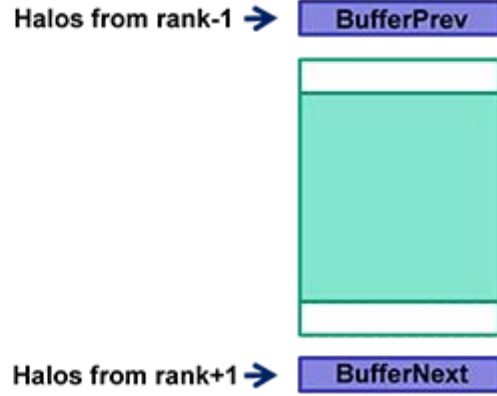 Halos from rank-1 → BufferPrev
Halos from rank+1 → BufferNext